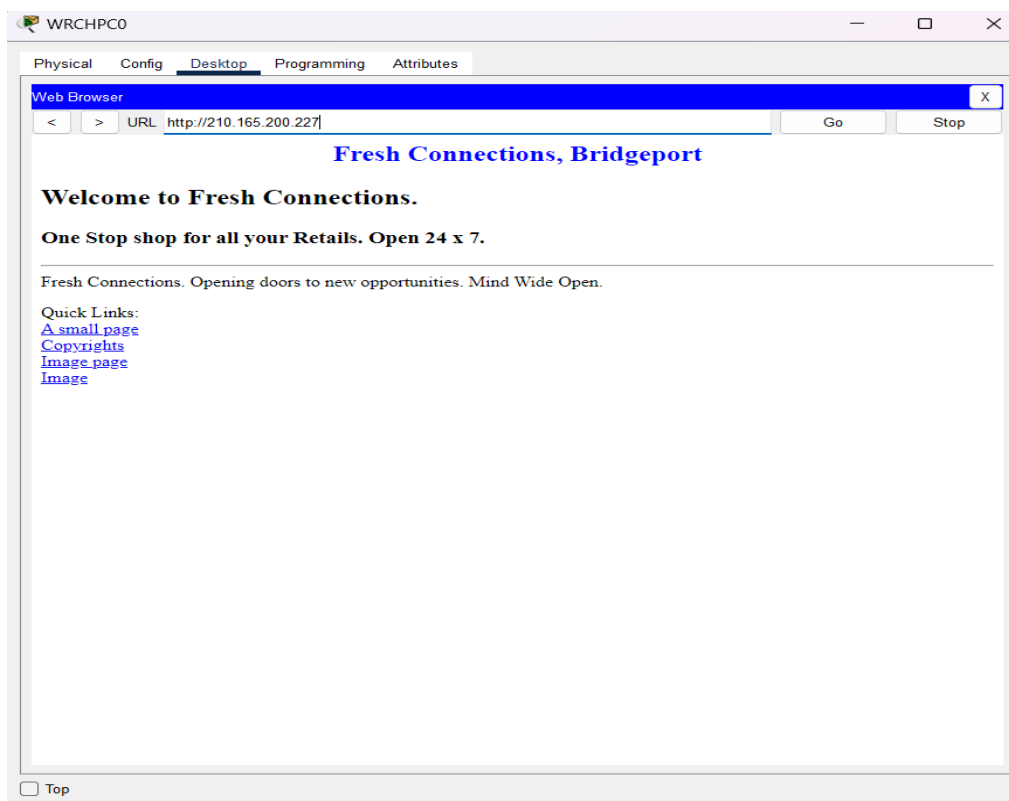 WRCHPC0
Physical Config Desktop Programming Attributes
Web Browser X
< > URL http://210.165.200.227 Go Stop
Fresh Connections, Bridgeport
Welcome to Fresh Connections.
One Stop shop for all your Retails. Open 24 x 7.
Fresh Connections. Opening doors to new opportunities. Mind Wide Open.
Quick Links:
A small page
Copyrights
Image page
Image
Top